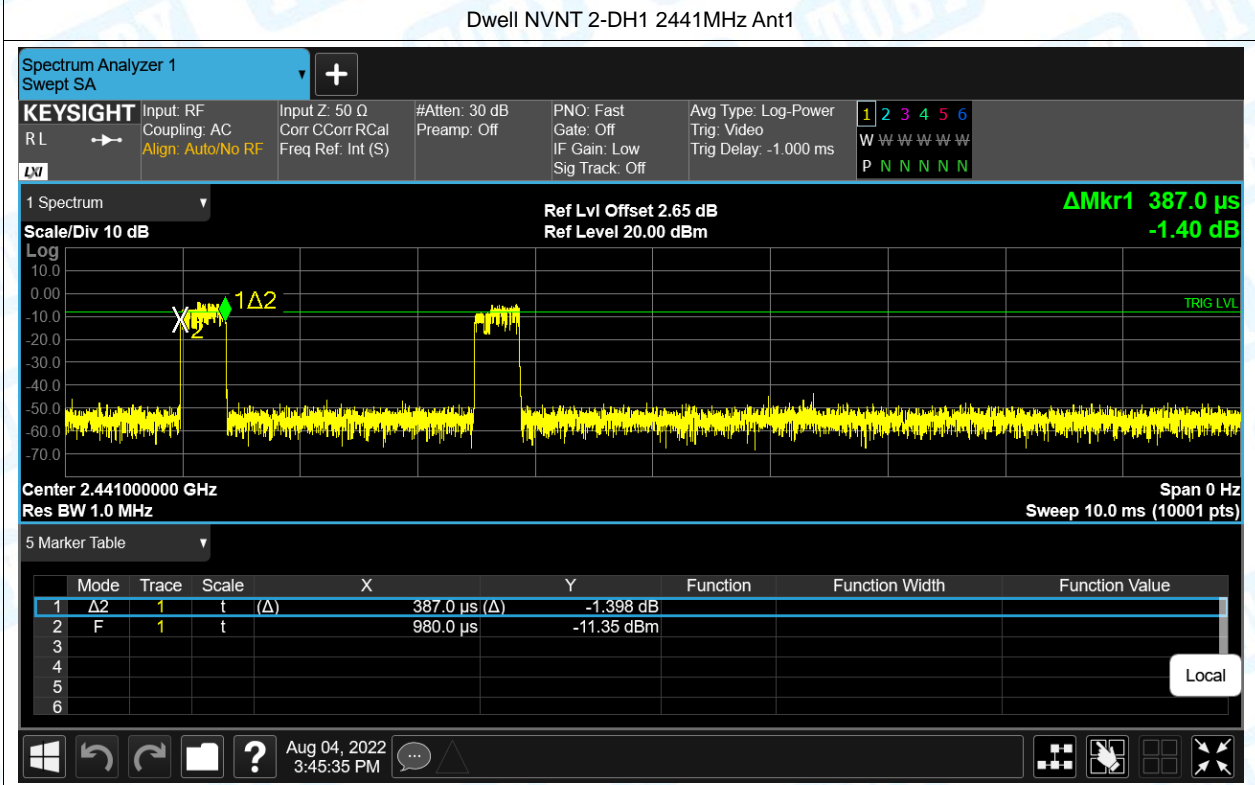 Dwell NVNT 2-DH1 2441MHz Ant1
Spectrum Analyzer 1
Swept SA
KEYSIGHT
R L
LXI
Input: RF
Coupling: AC
Align: Auto/No RF
Input Z: 50 Ω
Corr CCorr RCal
Freq Ref: Int (S)
#Atten: 30 dB
Preamp: Off
PNO: Fast
Gate: Off
IF Gain: Low
Sig Track: Off
Avg Type: Log-Power
Trig: Video
Trig Delay: -1.000 ms
1 2 3 4 5 6
W W W W W W
P N N N N N
1 Spectrum
Scale/Div 10 dB
Ref Lvl Offset 2.65 dB
Ref Level 20.00 dBm
ΔMkr1 387.0 µs
-1.40 dB
Log
10.0
0.00
-10.0
-20.0
-30.0
-40.0
-50.0
-60.0
-70.0
1Δ2
2
TRIG LVL
Center 2.441000000 GHz
Span 0 Hz
Res BW 1.0 MHz
Sweep 10.0 ms (10001 pts)
5 Marker Table
Mode Trace Scale X Y Function Function Width Function Value
1 Δ2 1 t (Δ) 387.0 µs (Δ) -1.398 dB
2 F 1 t 980.0 µs -11.35 dBm
3
4
5
6
Local
?
Aug 04, 2022
3:45:35 PM